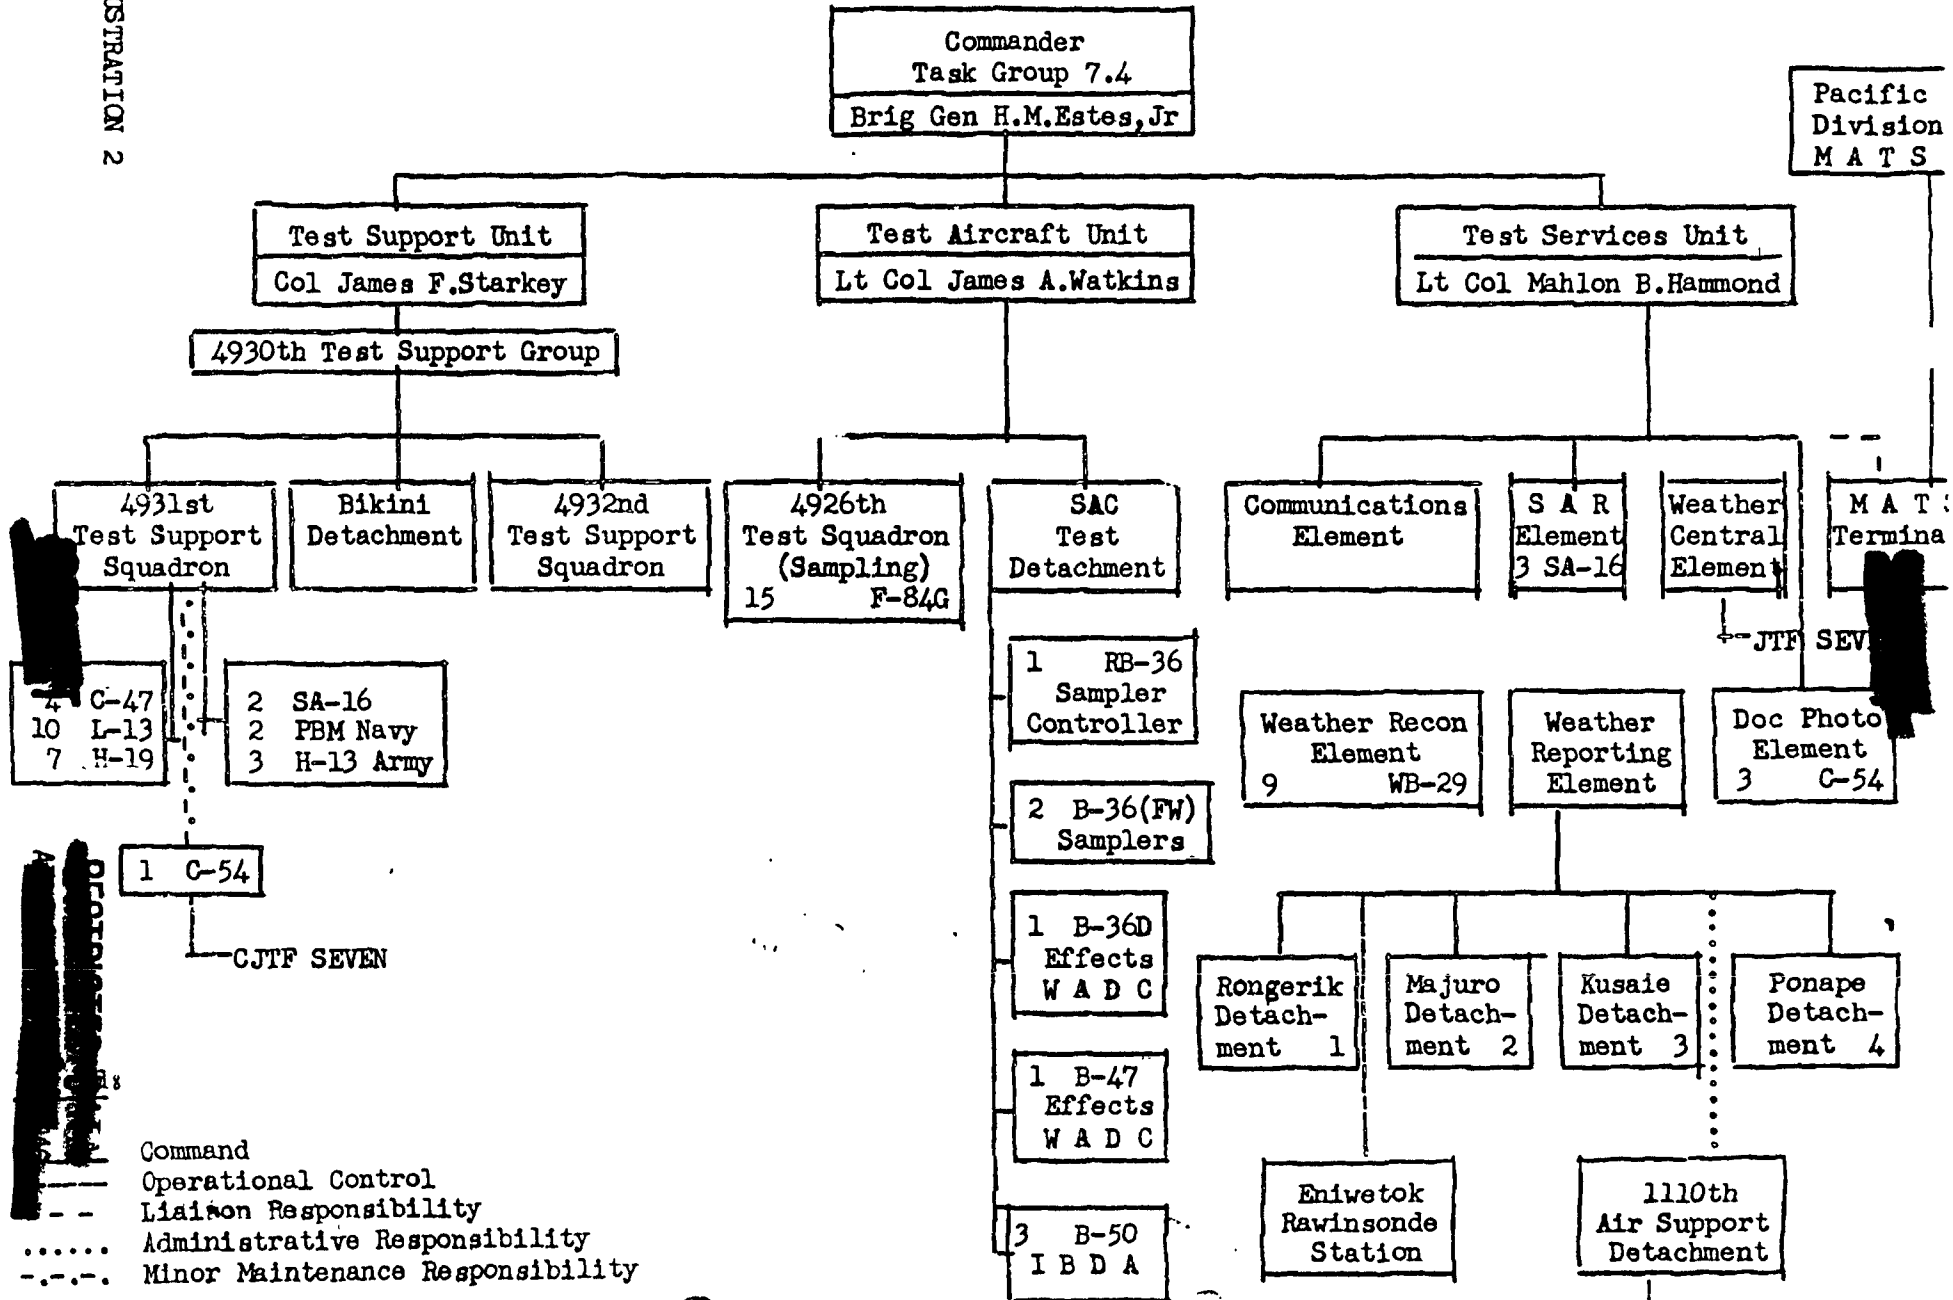 STRATION 2
Commander
Task Group 7.4
Brig Gen H.M.Estes,Jr
Pacific
Division
M A T S
Test Support Unit
Col James F.Starkey
Test Aircraft Unit
Lt Col James A.Watkins
Test Services Unit
Lt Col Mahlon B.Hammond
4930th Test Support Group
4931st
Test Support
Squadron
Bikini
Detachment
4932nd
Test Support
Squadron
4926th
Test Squadron
(Sampling)
15 F-84G
SAC
Test
Detachment
Communications
Element
S A R
Element
3 SA-16
Weather
Central
Element
M A T S
Termina
JTF SEV
4 C-47
10 L-13
7 H-19
2 SA-16
2 PBM Navy
3 H-13 Army
1 RB-36
Sampler
Controller
Weather Recon
Element
9 WB-29
Weather
Reporting
Element
Doc Photo
Element
3 C-54
2 B-36(FW)
Samplers
1 C-54
CJTF SEVEN
1 B-36D
Effects
W A D C
Rongerik
Detach-
ment 1
Majuro
Detach-
ment 2
Kusaie
Detach-
ment 3
Ponape
Detach-
ment 4
1 B-47
Effects
W A D C
3 B-50
I B D A
Eniwetok
Rawinsonde
Station
1110th
Air Support
Detachment
Command
Operational Control
Liaison Responsibility
Administrative Responsibility
Minor Maintenance Responsibility